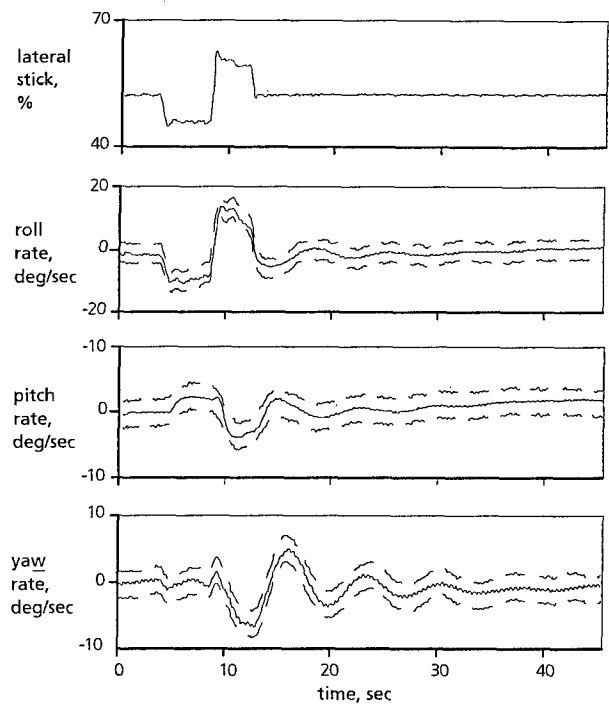 70
lateral
stick,
%
40
20
roll
rate,
deg/sec
0
-20
-10
pitch
rate,
deg/sec
0
-10
10
yaw
rate,
deg/sec
0
-10
0
10
20
30
40
time, sec